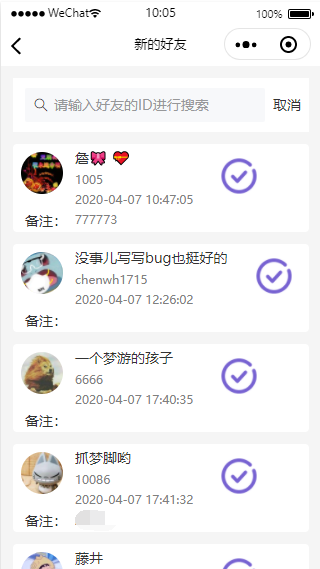 WeChat
10:05
100%
新的好友
请输入好友的ID进行搜索
取消
詹🎀 💝
1005
2020-04-07 10:47:05
备注: 777773
没事儿写写bug也挺好的
chenwh1715
2020-04-07 12:26:02
备注:
一个梦游的孩子
6666
2020-04-07 17:40:35
备注:
抓梦脚哟
10086
2020-04-07 17:41:32
备注:
藤井